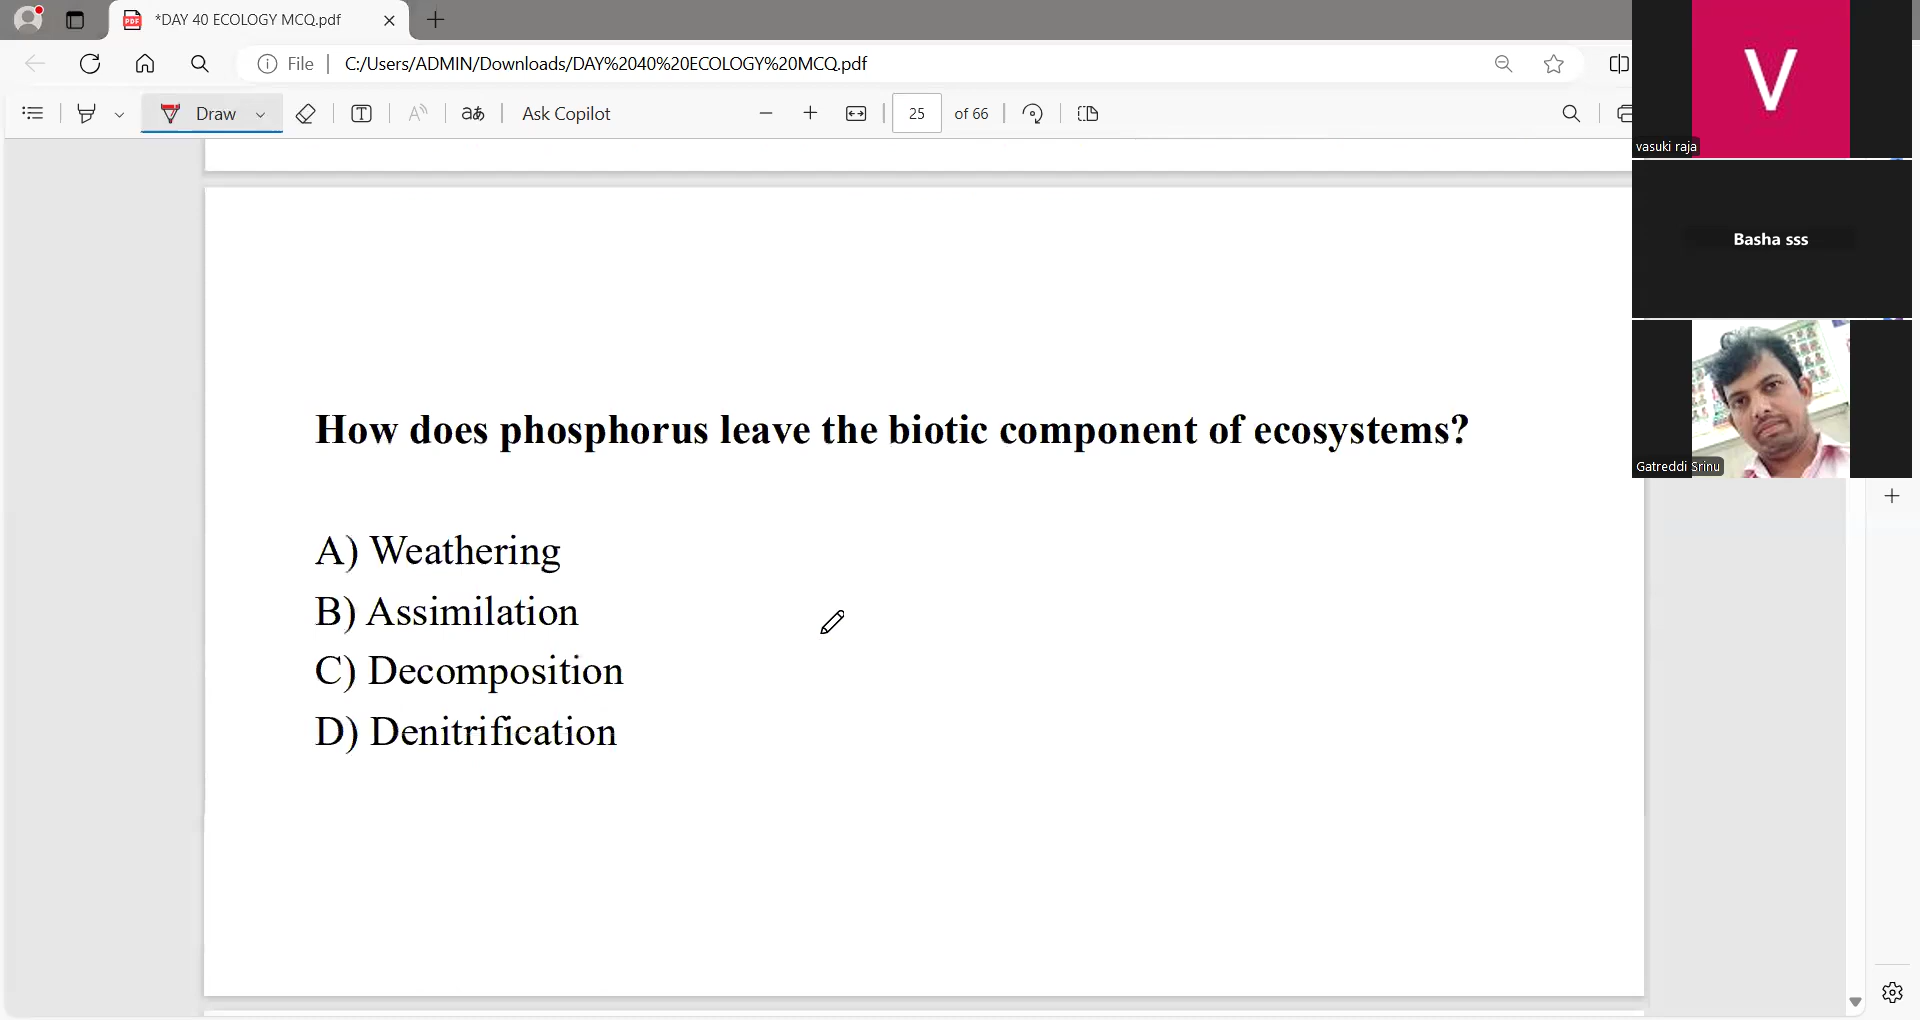 *DAY 40 ECOLOGY MCQ.pdf
File
C:/Users/ADMIN/Downloads/DAY%2040%20ECOLOGY%20MCQ.pdf
Draw
aあ
Ask Copilot
25 of 66
V
vasuki raja
Basha sss
Gatreddi Srinu
How does phosphorus leave the biotic component of ecosystems?
A) Weathering
B) Assimilation
C) Decomposition
D) Denitrification